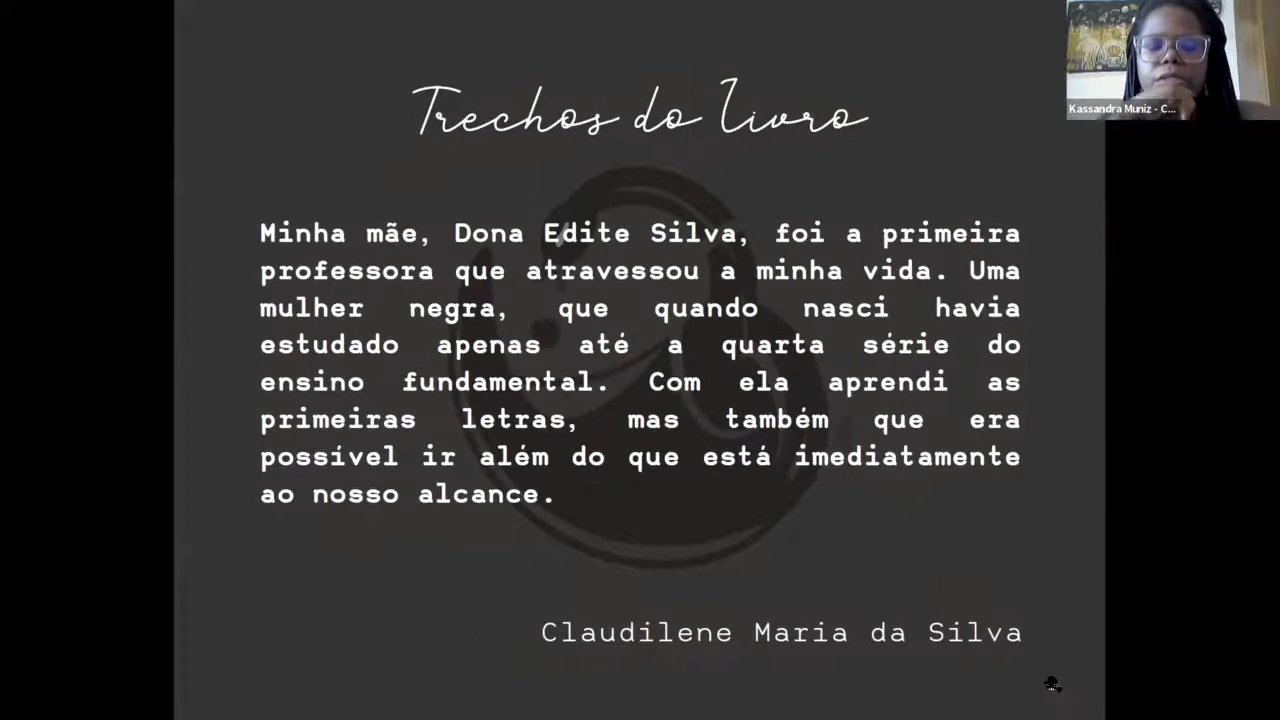 Trechos do livro
Kassandra Muniz - C...
Minha mãe, Dona Edite Silva, foi a primeira
professora que atravessou a minha vida. Uma
mulher negra, que quando nasci havia
estudado apenas até a quarta série do
ensino fundamental. Com ela aprendi as
primeiras letras, mas também que era
possível ir além do que está imediatamente
ao nosso alcance.
Claudilene Maria da Silva